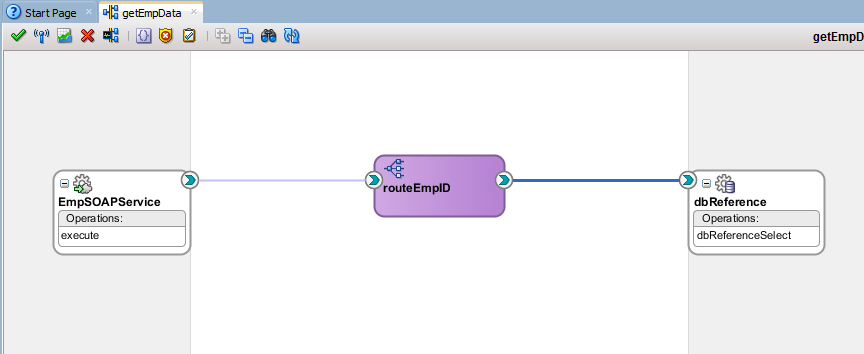 Start Page
getEmpData
getEmpD
EmpSOAPService
Operations:
execute
routeEmpID
dbReference
Operations:
dbReferenceSelect